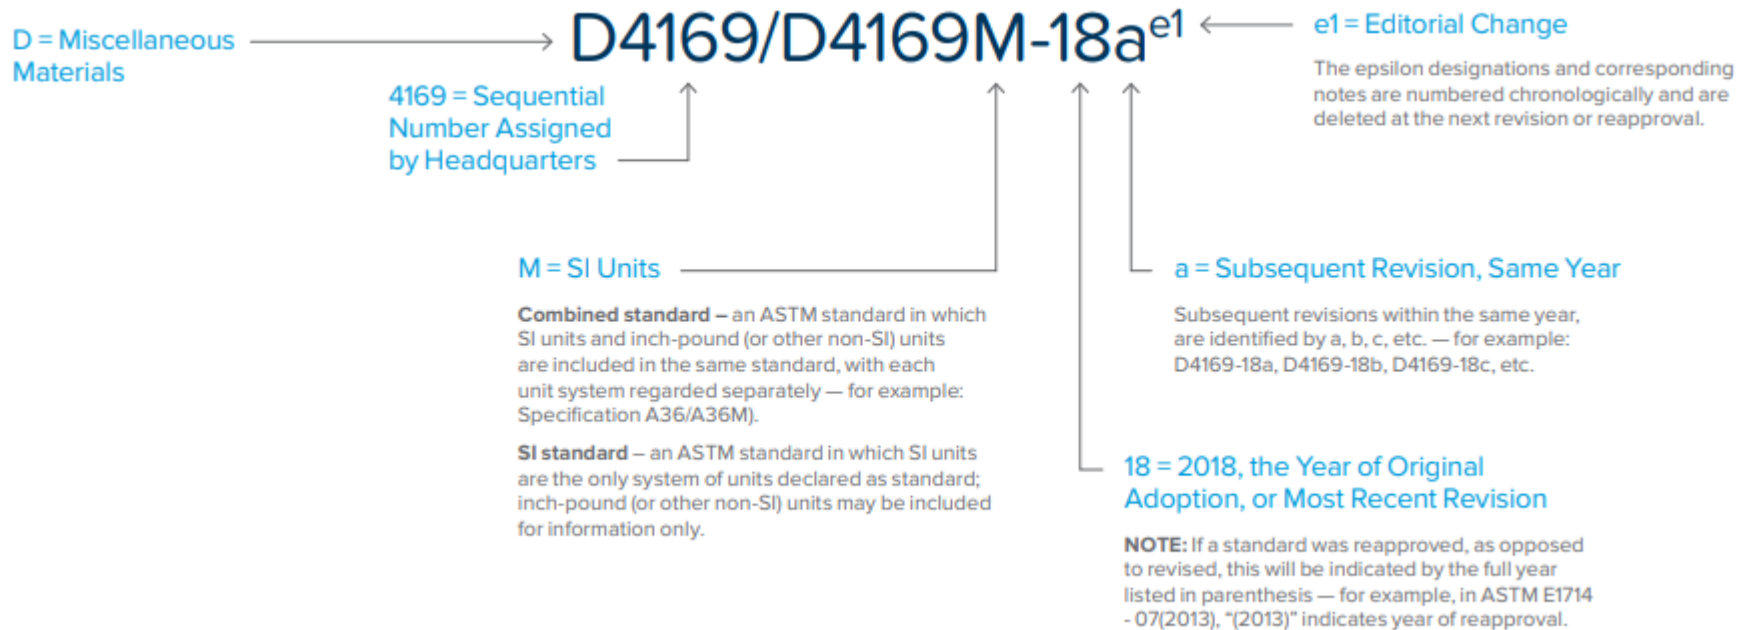 D4169/D4169M-18ae1
D = Miscellaneous
Materials
4169 = Sequential
Number Assigned
by Headquarters
e1 = Editorial Change
The epsilon designations and corresponding
notes are numbered chronologically and are
deleted at the next revision or reapproval.
M = SI Units
Combined standard – an ASTM standard in which
SI units and inch-pound (or other non-SI) units
are included in the same standard, with each
unit system regarded separately — for example:
Specification A36/A36M).
SI standard – an ASTM standard in which SI units
are the only system of units declared as standard;
inch-pound (or other non-SI) units may be included
for information only.
a = Subsequent Revision, Same Year
Subsequent revisions within the same year,
are identified by a, b, c, etc. — for example:
D4169-18a, D4169-18b, D4169-18c, etc.
18 = 2018, the Year of Original
Adoption, or Most Recent Revision
NOTE: If a standard was reapproved, as opposed
to revised, this will be indicated by the full year
listed in parenthesis — for example, in ASTM E1714
- 07(2013), “(2013)” indicates year of reapproval.